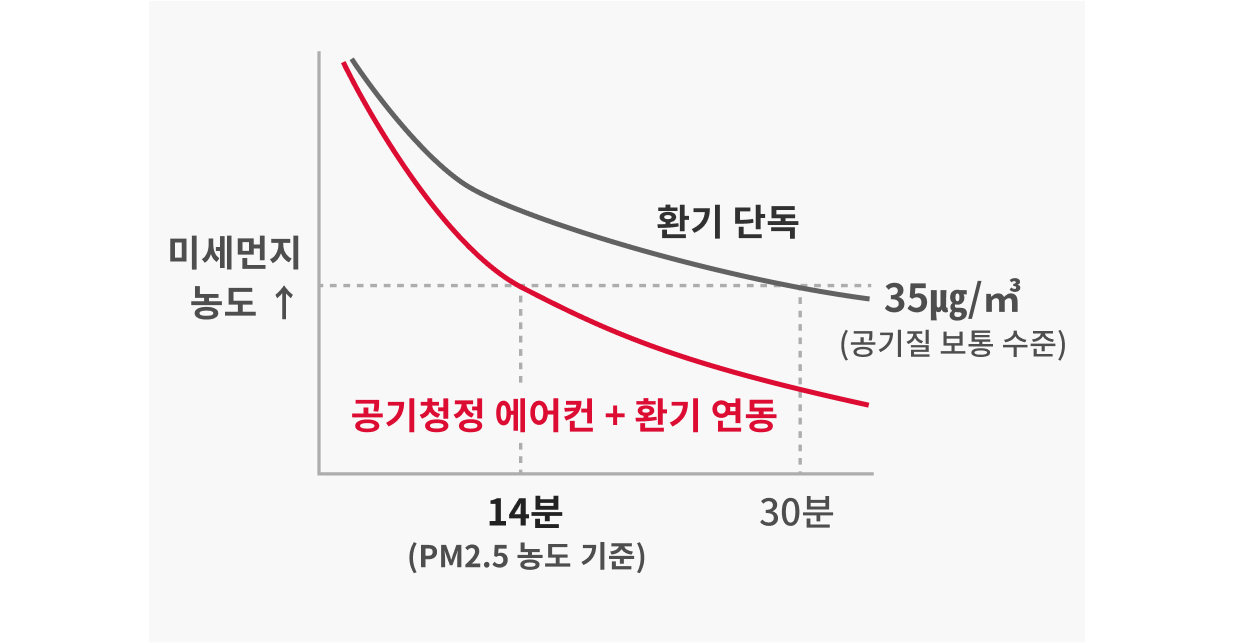 환기 단독
미세먼지
농도 ↑
35µg/㎥
(공기질 보통 수준)
공기청정 에어컨 + 환기 연동
14분
30분
(PM2.5 농도 기준)